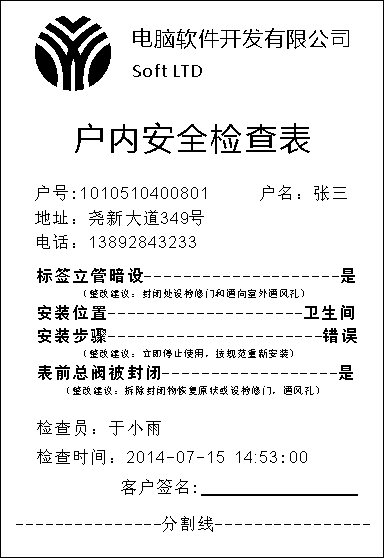 电脑软件开发有限公司
Soft LTD
户内安全检查表
户号:1010510400801 户名：张三
地址：尧新大道349号
电话：13892843233
标签立管暗设--------------------是
（整改建议：封闭处设检修门和通向室外通风孔）
安装位置--------------------卫生间
安装步骤----------------------错误
（整改建议：立即停止使用，按规范重新安装）
表前总阀被封闭------------------是
（整改建议：拆除封闭物恢复原状或设检修门，通风孔）
检查员：于小雨
检查时间：2014-07-15 14:53:00
客户签名:________________
---------------分割线---------------